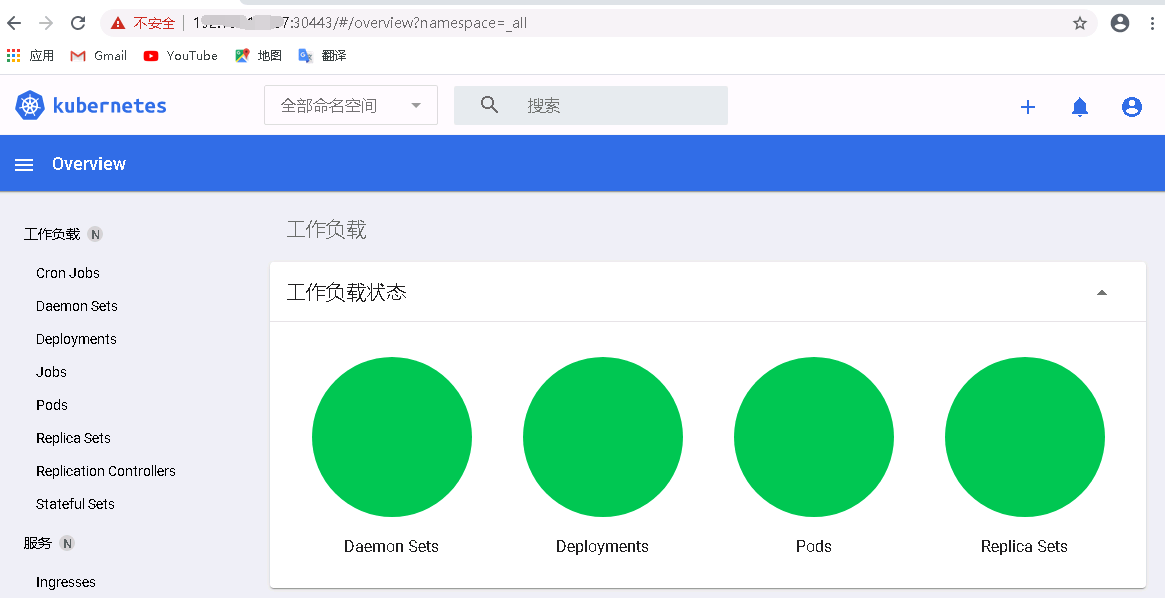 不安全 :30443/#/overview?namespace=_all
应用 Gmail YouTube 地图 翻译
kubernetes 全部命名空间 搜索
Overview
工作负载 N
Cron Jobs
Daemon Sets
Deployments
Jobs
Pods
Replica Sets
Replication Controllers
Stateful Sets
服务 N
Ingresses
工作负载
工作负载状态
Daemon Sets Deployments Pods Replica Sets